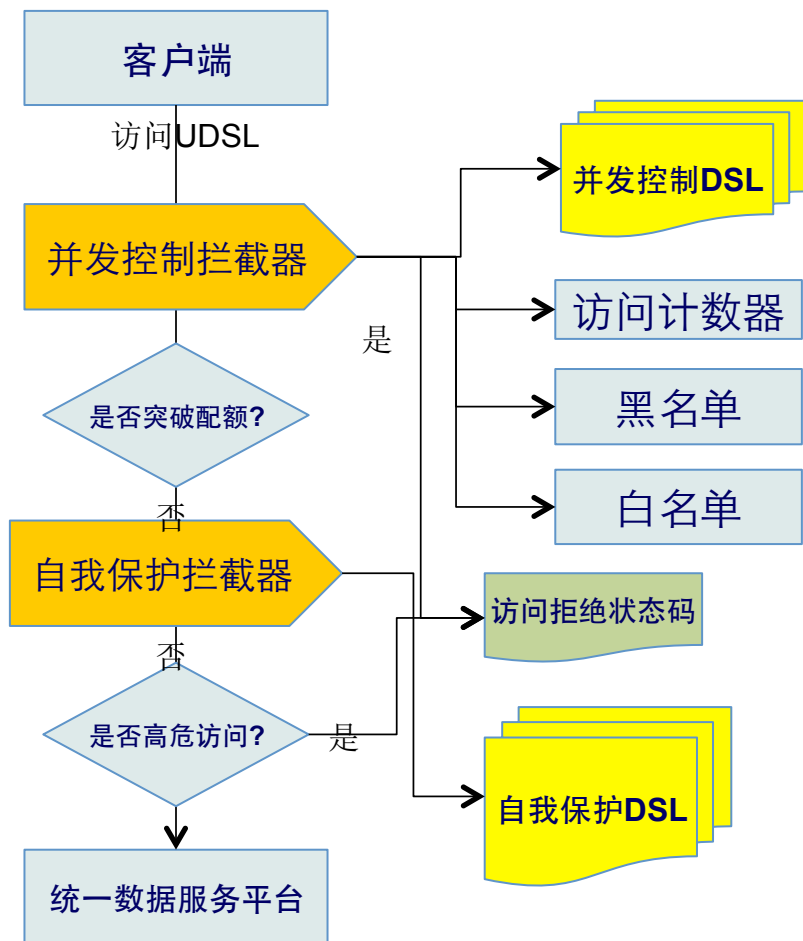 客户端
访问UDSL
并发控制DSL
并发控制拦截器
访问计数器
是
黑名单
是否突破配额?
白名单
否
自我保护拦截器
访问拒绝状态码
否
是否高危访问?
是
自我保护DSL
统一数据服务平台